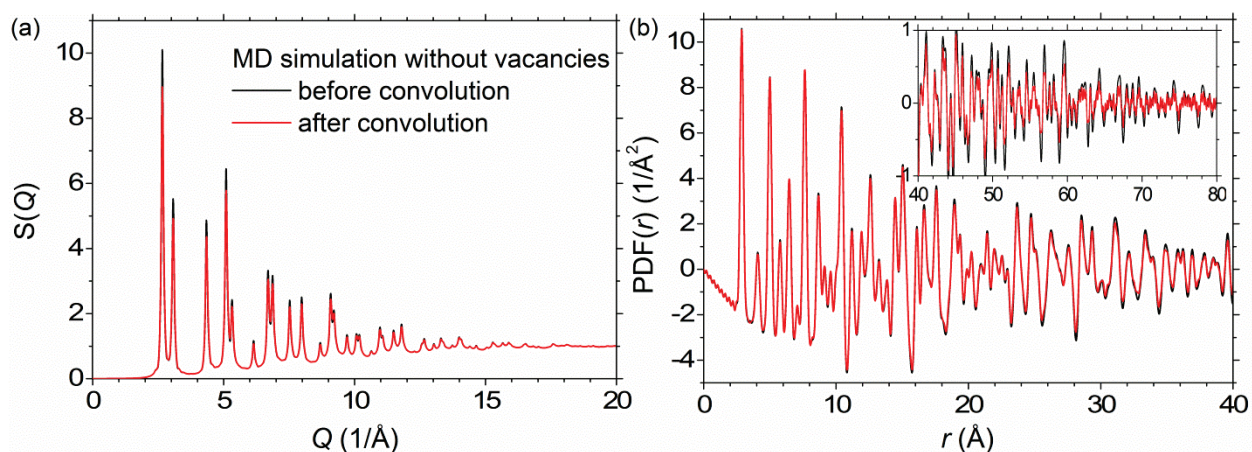 (a)
MD simulation without vacancies
before convolution
after convolution
S(Q)
10
8
6
4
2
0
0 5 10 15 20
Q (1/Å)
(b)
PDF(r) (1/Å²)
10
8
6
4
2
0
-2
-4
0 10 20 30 40
r (Å)
1
0
1
40 50 60 70 80